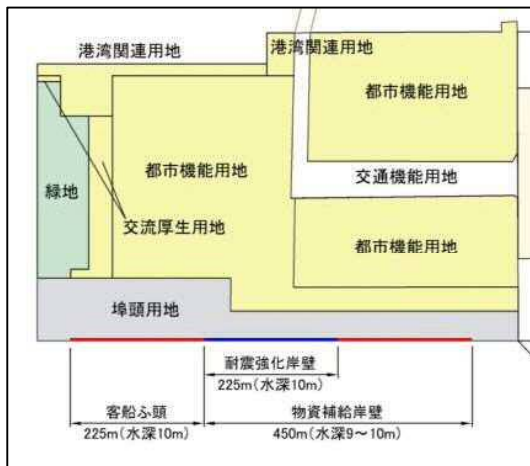 港湾関連用地
港湾関連用地
都市機能用地
緑地
都市機能用地
交通機能用地
交流厚生用地
都市機能用地
埠頭用地
耐震強化岸壁
225m(水深10m)
客船ふ頭
225m(水深10m)
物資補給岸壁
450m(水深9～10m)